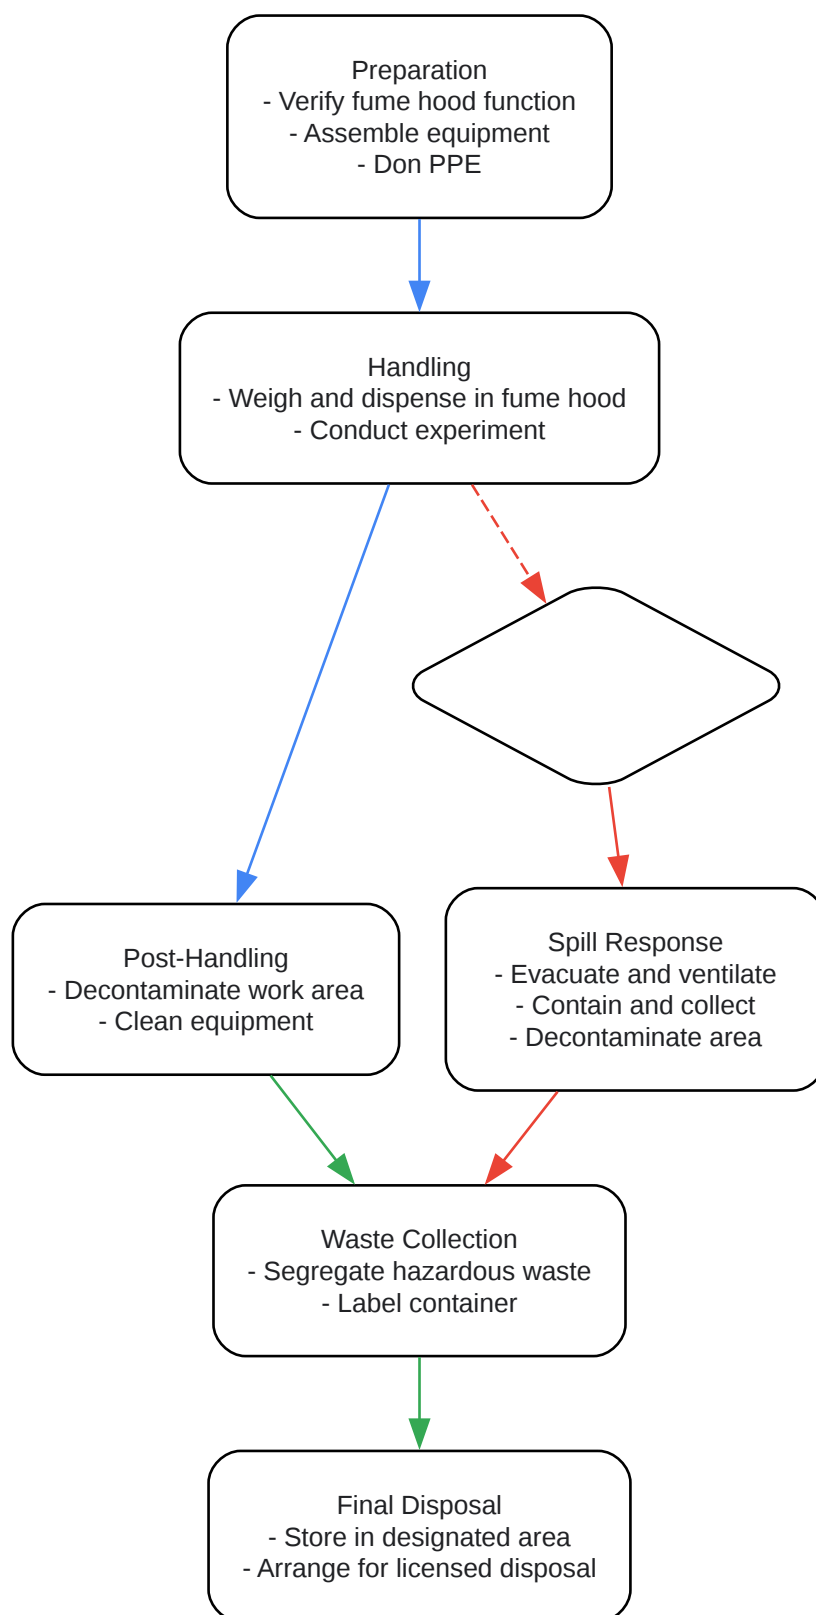 Preparation
- Verify fume hood function
- Assemble equipment
- Don PPE
Handling
- Weigh and dispense in fume hood
- Conduct experiment
Post-Handling
- Decontaminate work area
- Clean equipment
Spill Response
- Evacuate and ventilate
- Contain and collect
- Decontaminate area
Waste Collection
- Segregate hazardous waste
- Label container
Final Disposal
- Store in designated area
- Arrange for licensed disposal